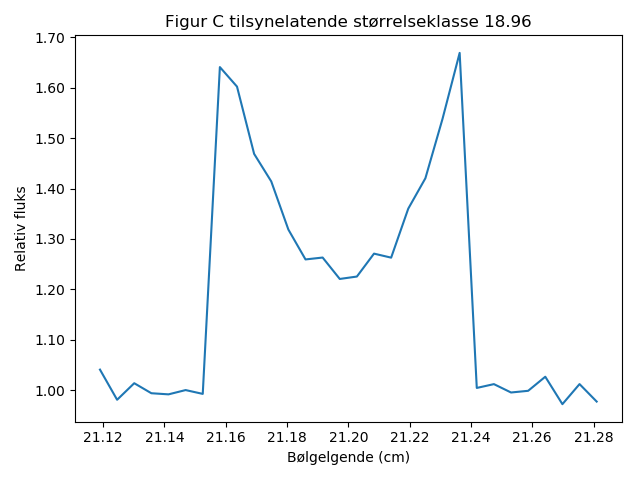 Figur C tilsynelatende størrelseklasse 18.96
1.70
1.60
1.50
1.40
1.30
1.20
1.10
1.00
Relativ fluks
21.12 21.14 21.16 21.18 21.20 21.22 21.24 21.26 21.28
Bølgelgende (cm)